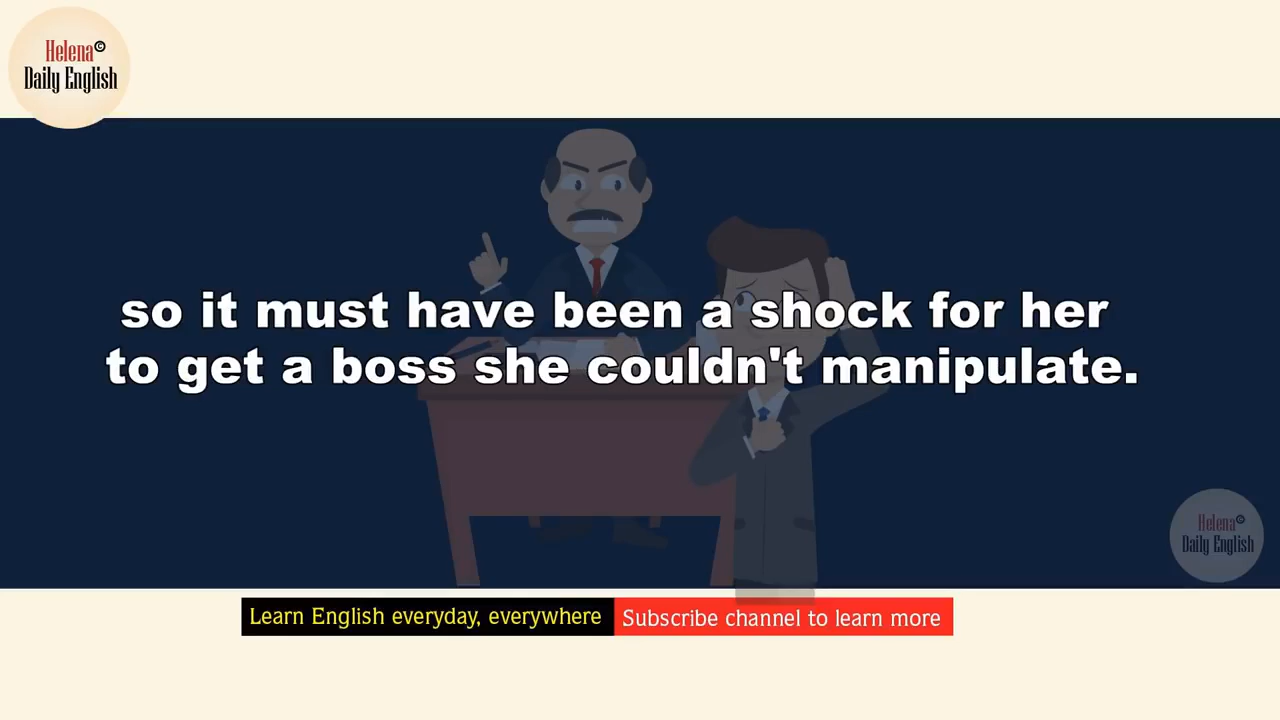 Helena©
Daily English
so it must have been a shock for her
to get a boss she couldn't manipulate.
Helena©
Daily English
Learn English everyday, everywhere
Subscribe channel to learn more